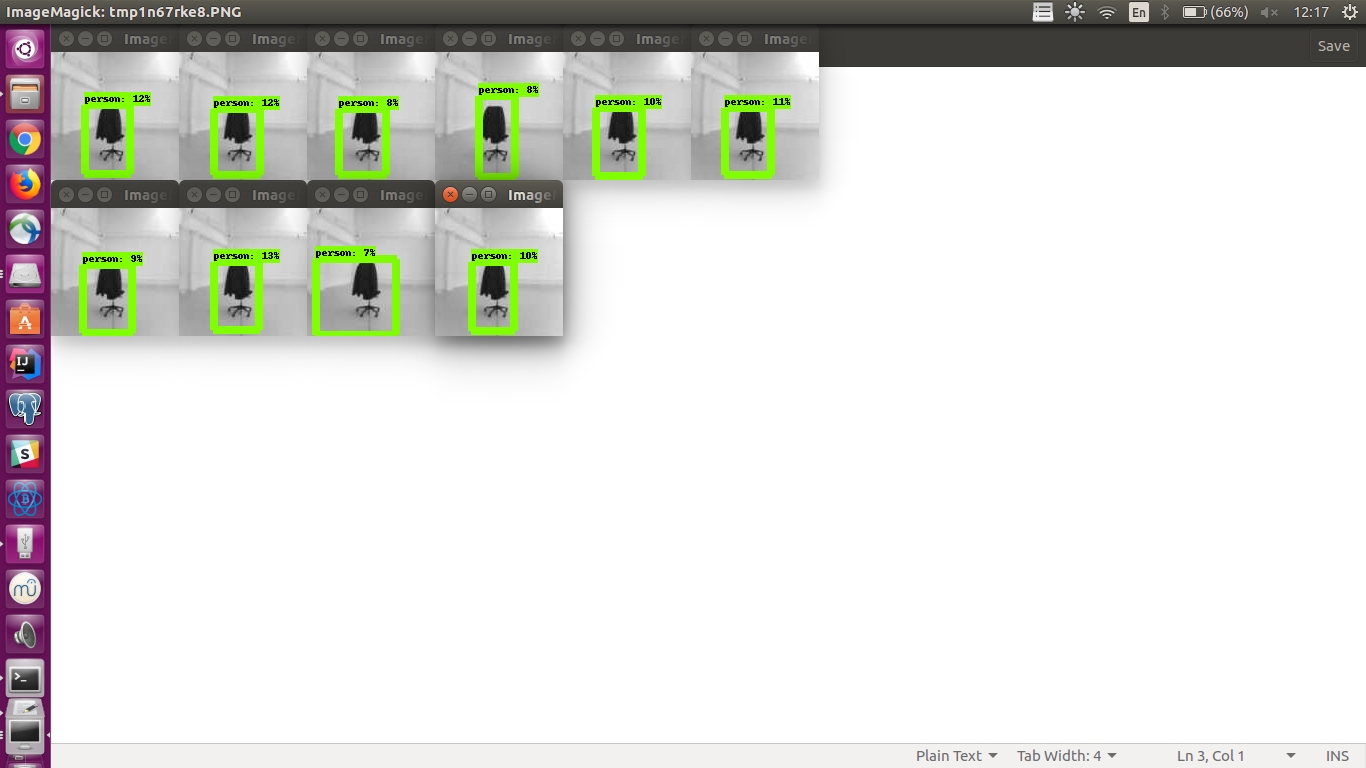 ImageMagick: tmp1n67rke8.PNG
En
(66%)
12:17
Save
Image
Image
Image
Image
Image
Image
person: 12%
person: 12%
person: 8%
person: 8%
person: 10%
person: 11%
Image
Image
Image
Image
person: 9%
person: 13%
person: 7%
person: 10%
A
IJ
S
B
mu
>_
Plain Text
Tab Width: 4
Ln 3, Col 1
INS